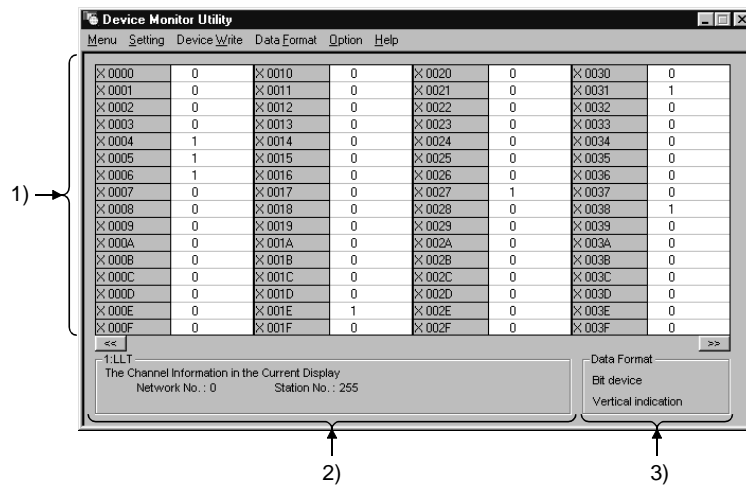 Device Monitor Utility
Menu Setting Device Write Data Format Option Help
X 0000 0 X 0010 0 X 0020 0 X 0030 0
X 0001 0 X 0011 0 X 0021 0 X 0031 1
X 0002 0 X 0012 0 X 0022 0 X 0032 0
X 0003 0 X 0013 0 X 0023 0 X 0033 0
X 0004 1 X 0014 0 X 0024 0 X 0034 0
X 0005 1 X 0015 0 X 0025 0 X 0035 0
X 0006 1 X 0016 0 X 0026 0 X 0036 0
X 0007 0 X 0017 0 X 0027 1 X 0037 0
X 0008 0 X 0018 0 X 0028 0 X 0038 1
X 0009 0 X 0019 0 X 0029 0 X 0039 0
X 000A 0 X 001A 0 X 002A 0 X 003A 0
X 000B 0 X 001B 0 X 002B 0 X 003B 0
X 000C 0 X 001C 0 X 002C 0 X 003C 0
X 000D 0 X 001D 0 X 002D 0 X 003D 0
X 000E 0 X 001E 1 X 002E 0 X 003E 0
X 000F 0 X 001F 0 X 002F 0 X 003F 0
<< >>
1:LLT
The Channel Information in the Current Display
Network No. : 0 Station No. : 255
Data Format
Bit device
Vertical indication
1)
2)
3)